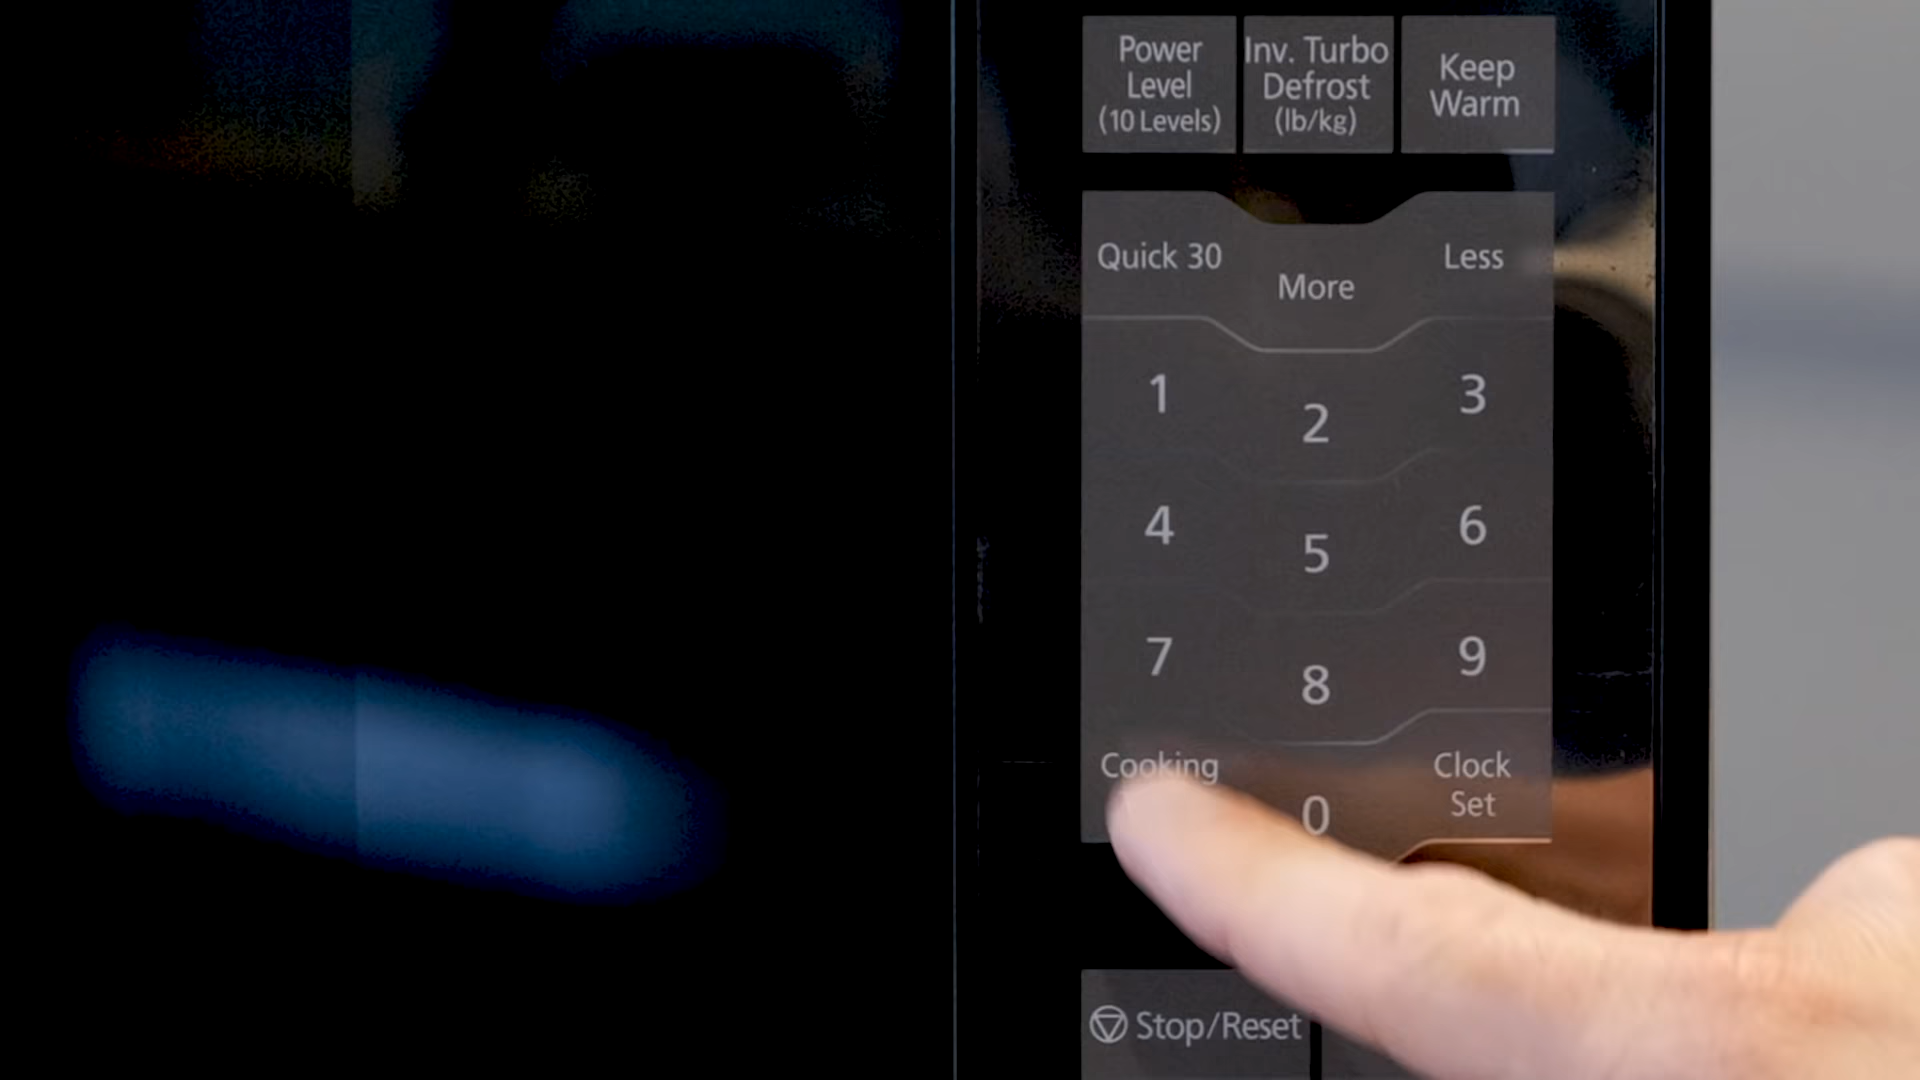 Power
Level
(10 Levels)
Inv. Turbo
Defrost
(lb/kg)
Keep
Warm
Quick 30
More
Less
1
2
3
4
5
6
7
8
9
Cooking
0
Clock
Set
Stop/Reset